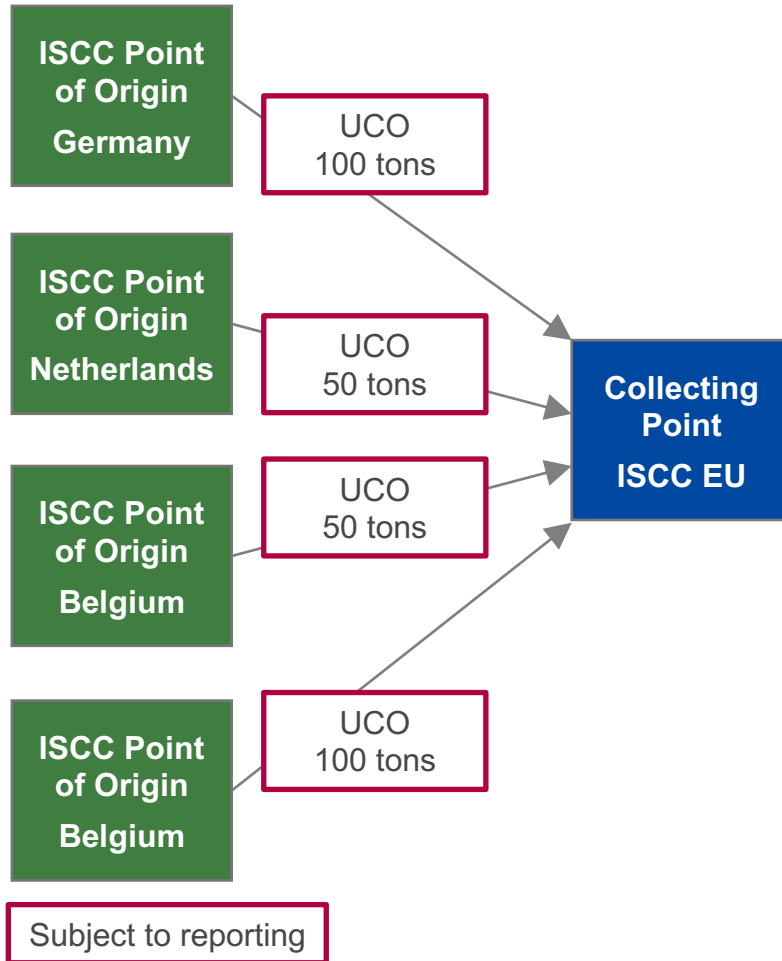 ISCC Point
of Origin
Germany
UCO
100 tons
ISCC Point
of Origin
Netherlands
UCO
50 tons
Collecting
Point
ISCC EU
ISCC Point
of Origin
Belgium
UCO
50 tons
ISCC Point
of Origin
Belgium
UCO
100 tons
Subject to reporting